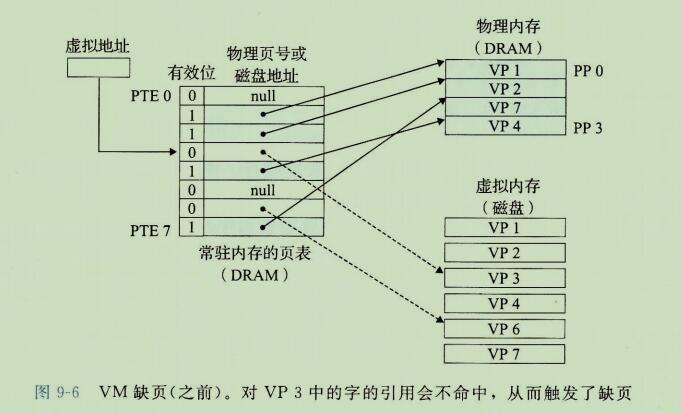 虚拟地址
物理页号或
磁盘地址
有效位
PTE 0
0
null
1
1
0
1
0
null
0
PTE 7
1
常驻内存的页表
（DRAM）
物理内存
（DRAM）
VP 1
PP 0
VP 2
VP 7
VP 4
PP 3
虚拟内存
（磁盘）
VP 1
VP 2
VP 3
VP 4
VP 6
VP 7
图 9-6 VM 缺页(之前)。对 VP 3 中的字的引用会不命中，从而触发了缺页